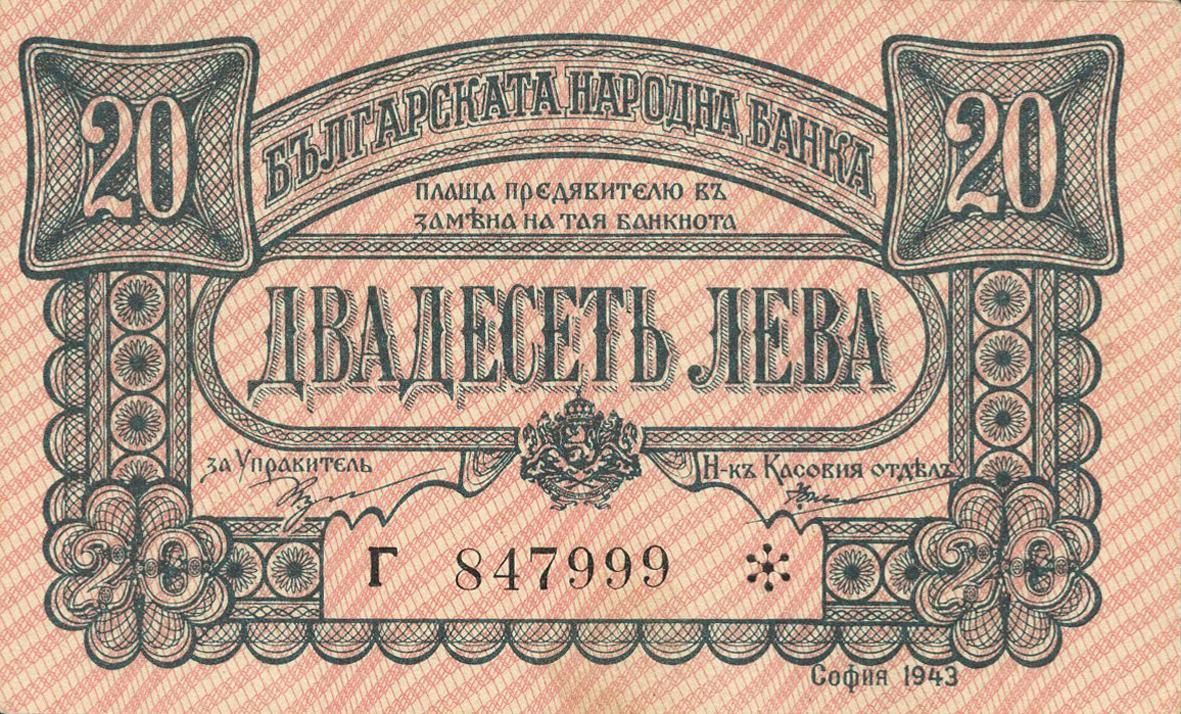 20
20
БЪЛГАРСКАТА НАРОДНА БАНКА
ПЛАЩА ПРЕДЯВИТЕЛЮ ВЪ
ЗАМѢНА НА ТАЯ БАНКНОТА
ДВАДЕСЕТЬ ЛЕВА
за Управитель
Н-къ Касовия отдѣлъ
20
Г 847999
20
София 1943